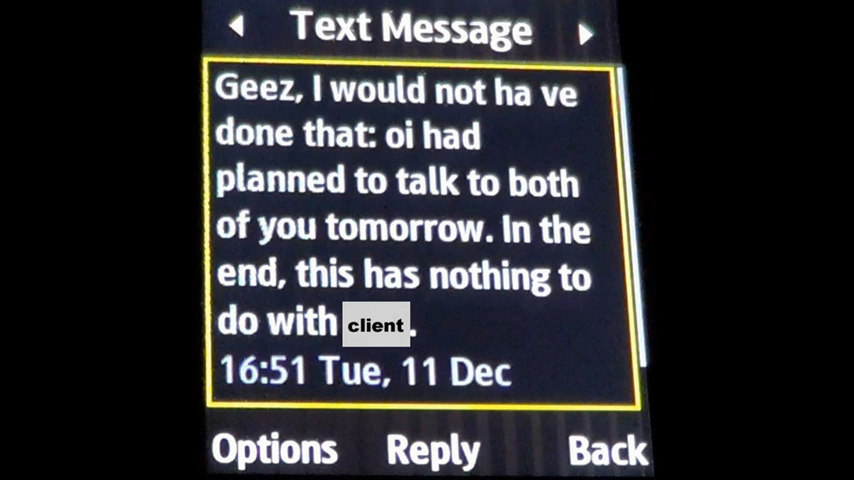 Text Message
Geez, I would not ha ve
done that: oi had
planned to talk to both
of you tomorrow. In the
end, this has nothing to
do with client.
16:51 Tue, 11 Dec
Options Reply Back